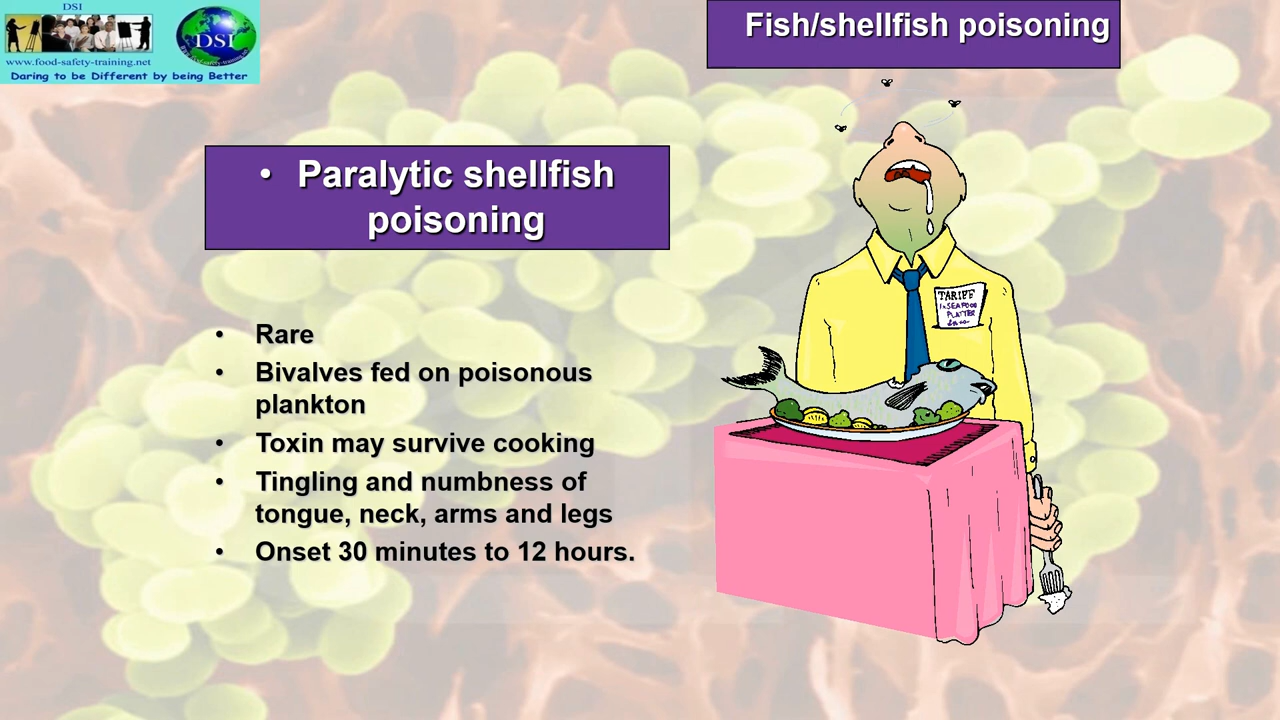 DSI
DSI
www.food-safety-training.net
Daring to be Different by being Better
Fish/shellfish poisoning
• Paralytic shellfish
poisoning
• Rare
• Bivalves fed on poisonous
plankton
• Toxin may survive cooking
• Tingling and numbness of
tongue, neck, arms and legs
• Onset 30 minutes to 12 hours.
TARIFF
1x SEAFOOD
PLATTER